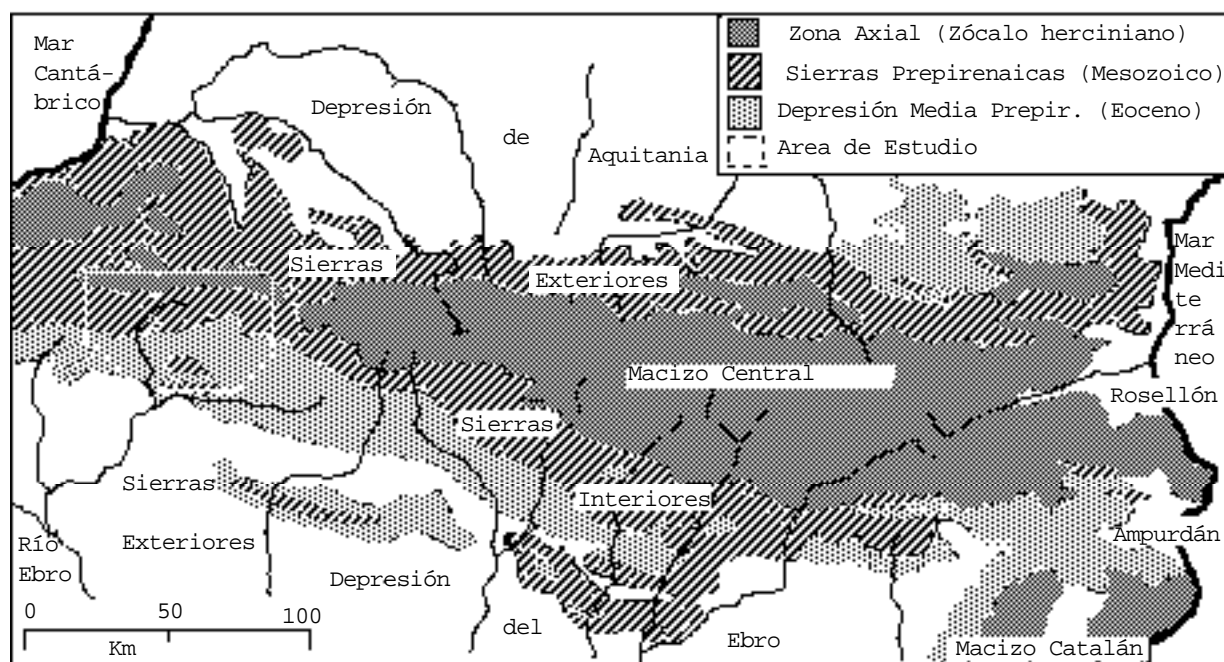 Mar
Cantá-
brico
Depresión
de
Aquitania
Zona Axial (Zócalo herciniano)
Sierras Prepirenaicas (Mesozoico)
Depresión Media Prepir. (Eoceno)
Area de Estudio
Sierras
Exteriores
Mar
Medi
te
rrá
neo
Macizo Central
Rosellón
Sierras
Interiores
Sierras
Exteriores
Río
Ebro
Depresión
del
Ebro
Ampurdán
Macizo Catalán
0 50 100
Km